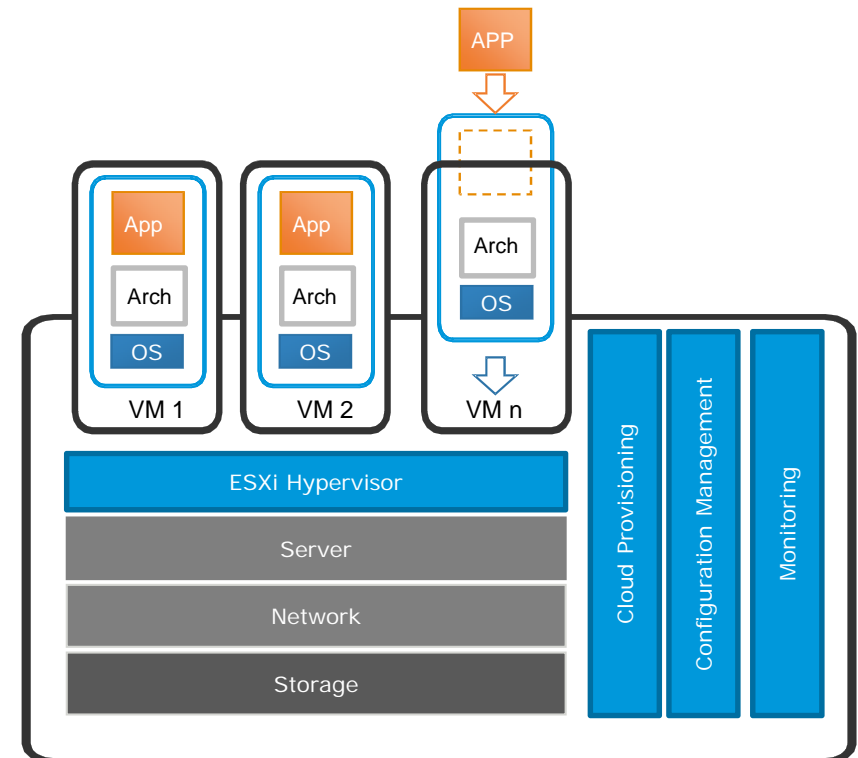 APP
App
Arch
OS
VM 1
App
Arch
OS
VM 2
Arch
OS
VM n
ESXi Hypervisor
Server
Network
Storage
Cloud Provisioning
Configuration Management
Monitoring